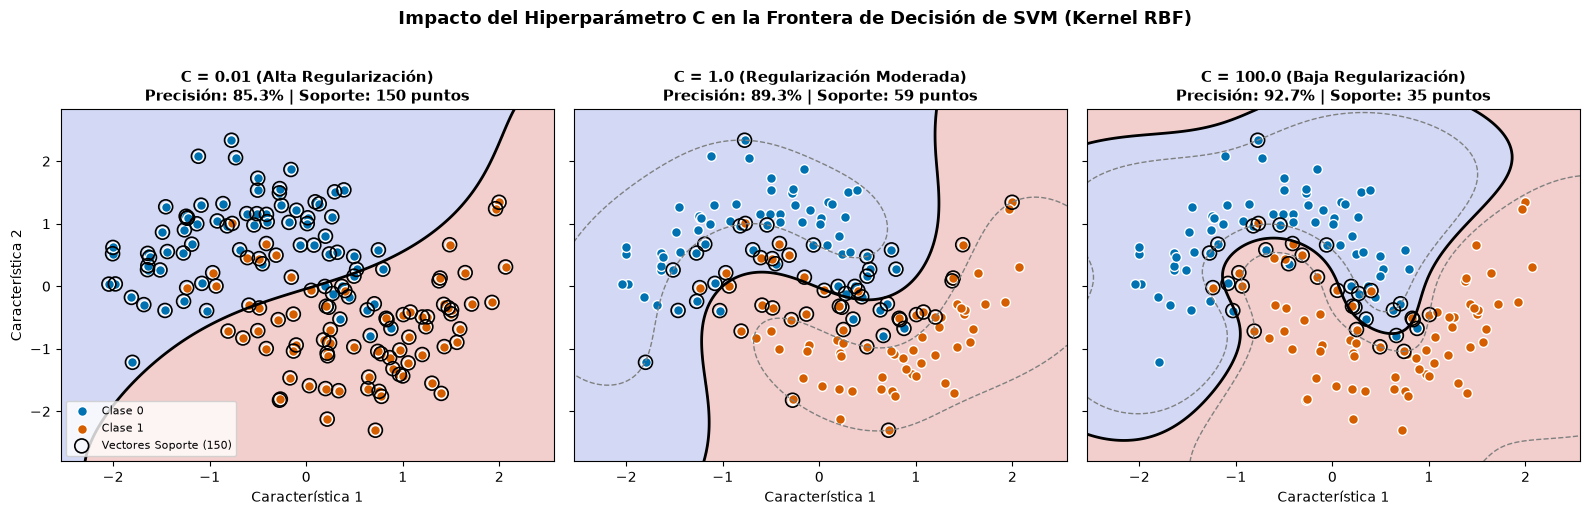 Impacto del Hiperparámetro C en la Frontera de Decisión de SVM (Kernel RBF)
C = 0.01 (Alta Regularización)
Precisión: 85.3% | Soporte: 150 puntos
C = 1.0 (Regularización Moderada)
Precisión: 89.3% | Soporte: 59 puntos
C = 100.0 (Baja Regularización)
Precisión: 92.7% | Soporte: 35 puntos
Característica 2
2
1
0
−1
−2
Clase 0
Clase 1
Vectores Soporte (150)
−2 −1 0 1 2
−2 −1 0 1 2
−2 −1 0 1 2
Característica 1
Característica 1
Característica 1